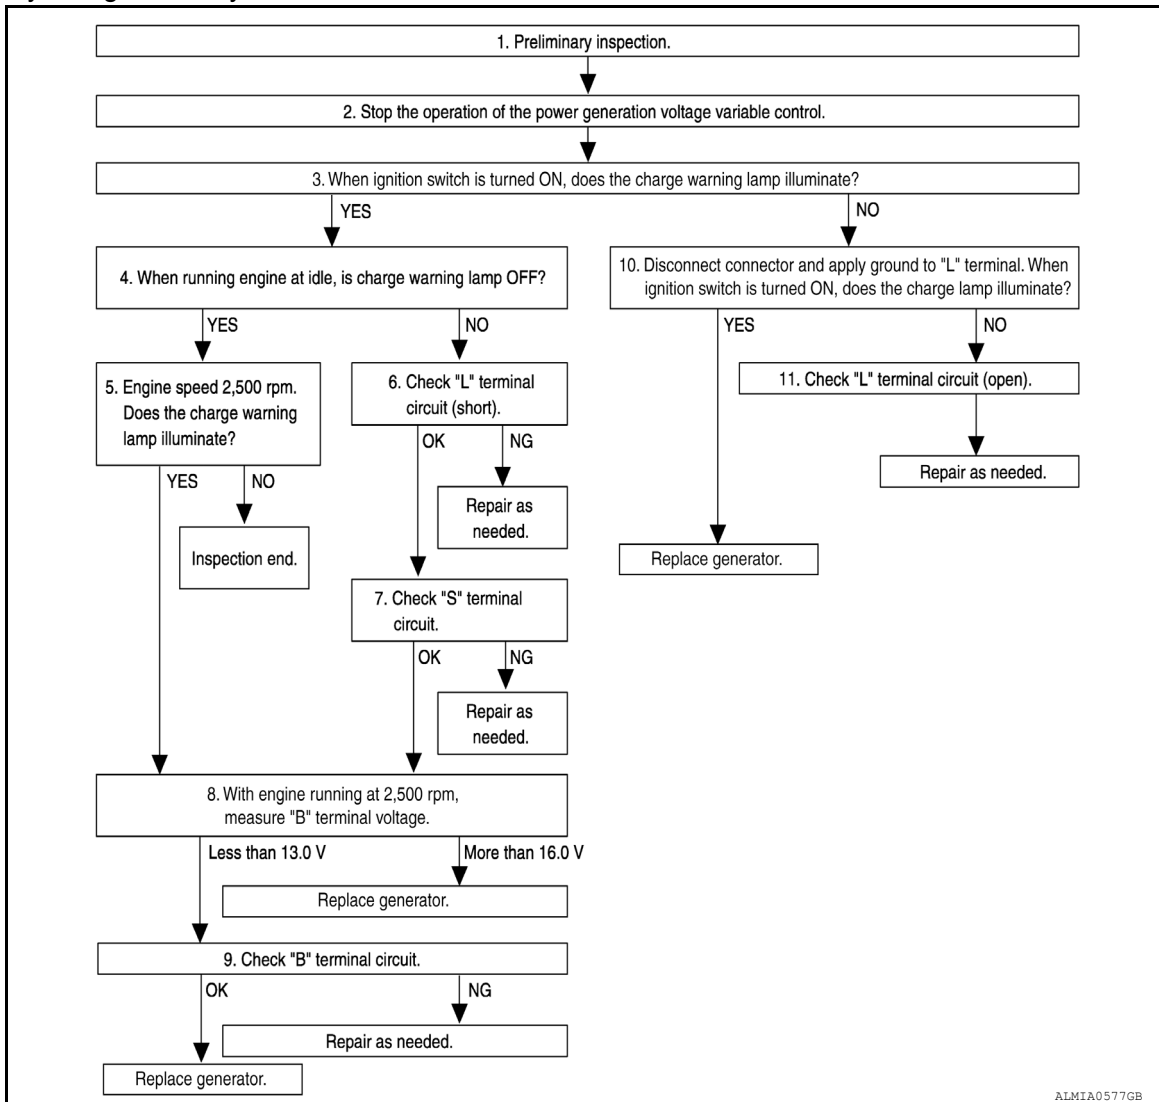 1. Preliminary inspection.
2. Stop the operation of the power generation voltage variable control.
3. When ignition switch is turned ON, does the charge warning lamp illuminate?
YES
NO
4. When running engine at idle, is charge warning lamp OFF?
10. Disconnect connector and apply ground to "L" terminal. When
ignition switch is turned ON, does the charge lamp illuminate?
YES
NO
YES
NO
5. Engine speed 2,500 rpm.
Does the charge warning
lamp illuminate?
6. Check "L" terminal
circuit (short).
11. Check "L" terminal circuit (open).
OK
NG
YES
NO
Repair as needed.
Repair as
needed.
Inspection end.
Replace generator.
7. Check "S" terminal
circuit.
OK
NG
Repair as
needed.
8. With engine running at 2,500 rpm,
measure "B" terminal voltage.
Less than 13.0 V
More than 16.0 V
Replace generator.
9. Check "B" terminal circuit.
OK
NG
Repair as needed.
Replace generator.
ALMIA0577GB